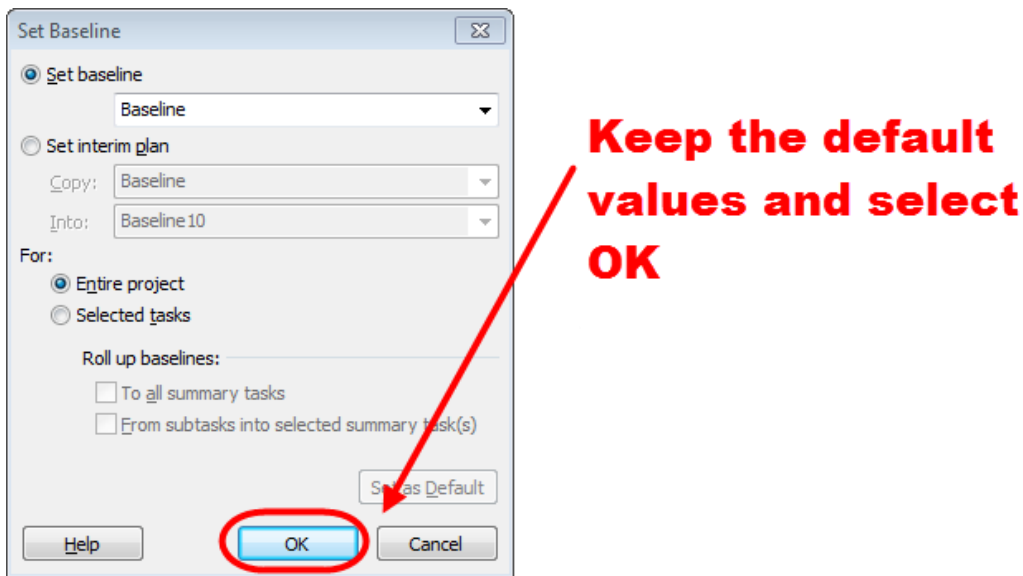 Set Baseline
Set baseline
Baseline
Set interim plan
Copy: Baseline
Into: Baseline10
For:
Entire project
Selected tasks
Roll up baselines:
To all summary tasks
From subtasks into selected summary task(s)
Set as Default
Help OK Cancel
Keep the default
values and select
OK